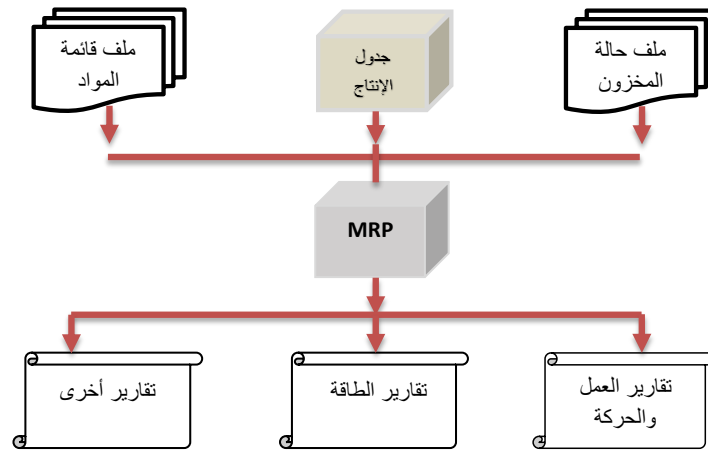 ملف حالة
المخزون
جدول
الإنتاج
ملف قائمة
المواد
MRP
تقارير العمل
والحركة
تقارير الطاقة
تقارير أخرى